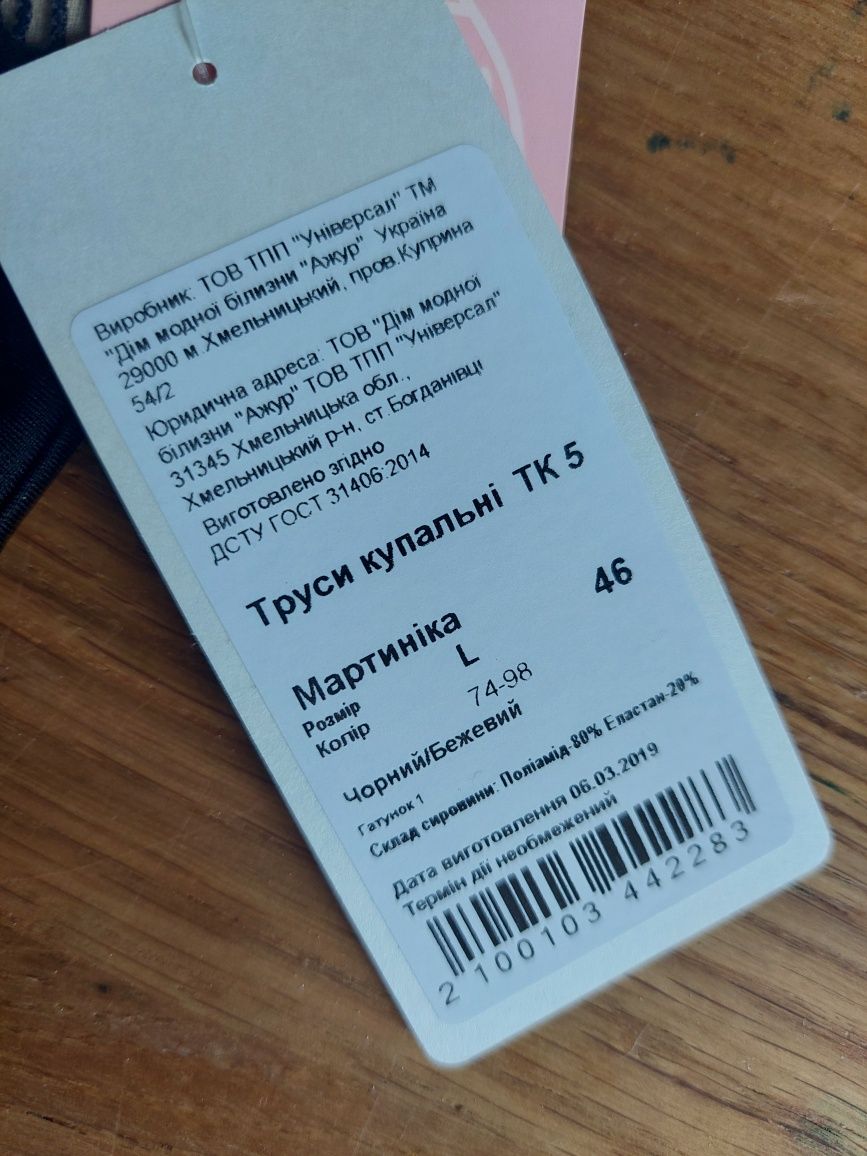 Виробник: ТОВ ТПП "Універсал" ТМ
"Дім модної білизни "Ажур" Україна
29000 м.Хмельницький, пров.Куприна
54/2
Юридична адреса: ТОВ "Дім модної
білизни "Ажур" ТОВ ТПП "Універсал"
31345 Хмельницька обл.,
Хмельницький р-н, ст.Богданівці
Виготовлено згідно
ДСТУ ГОСТ 31406:2014
Труси купальні ТК 5
Мартиніка 46
Розмір L
Колір 74-98
Чорний/Бежевий
Гатунок 1
Склад сировини: Поліамід-80% Еластан-20%
Дата виготовлення 06.03.2019
Термін дії необмежений
2 100103 442283